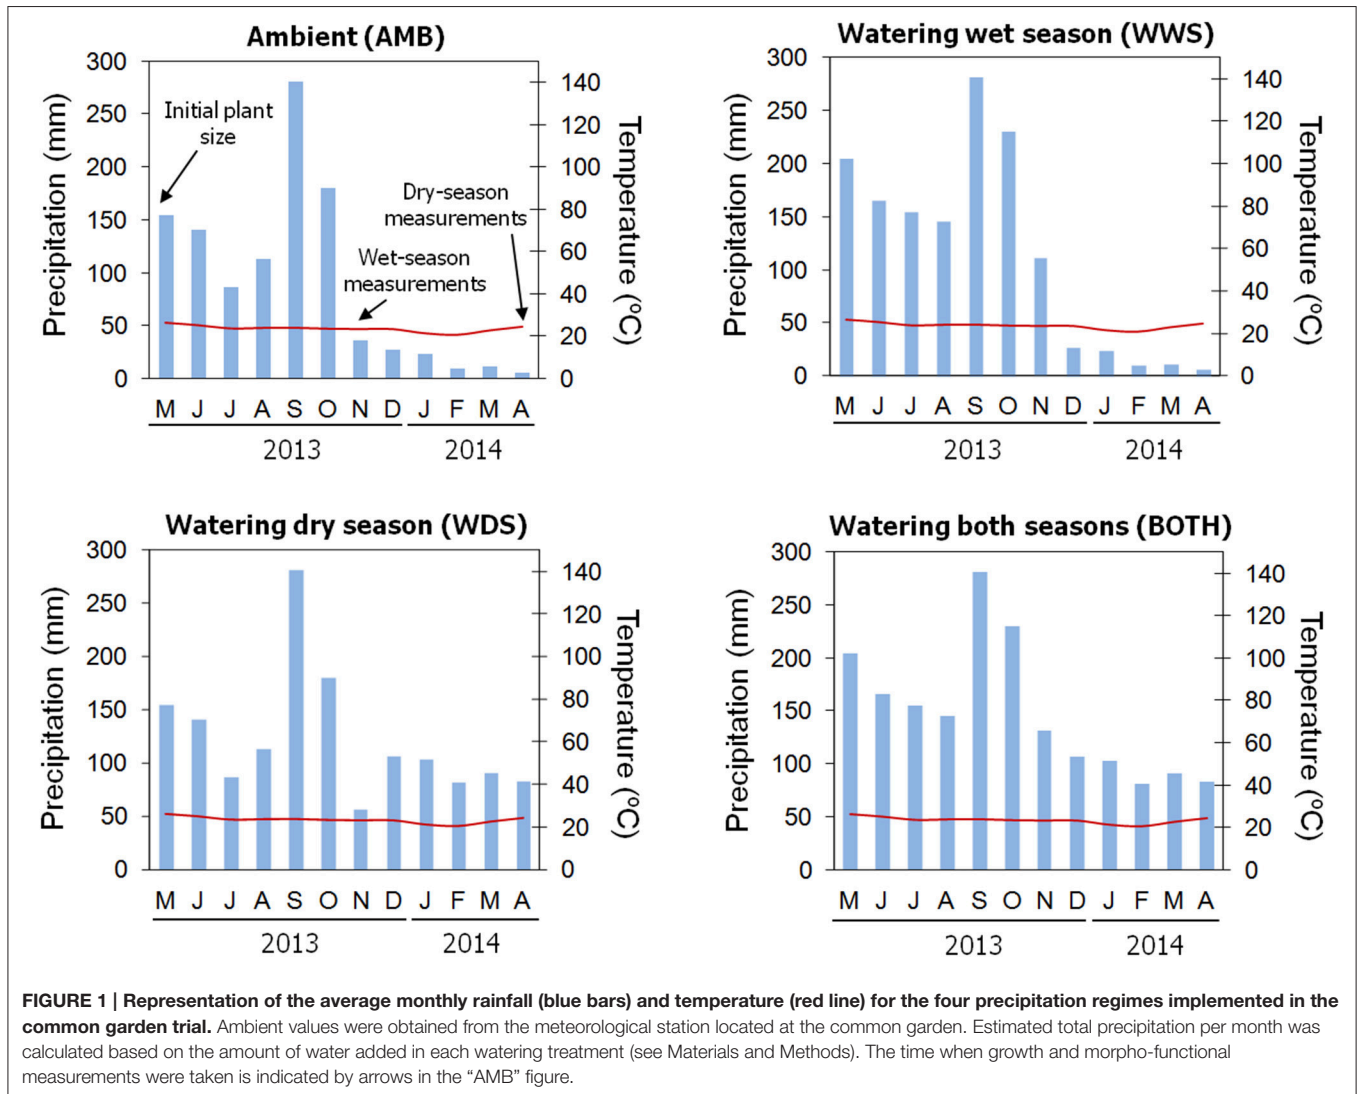 Ambient (AMB)
300
250
200
150
100
50
0
Precipitation (mm)
140
120
100
80
60
40
20
0
Temperature (ºC)
Initial plant
size
Dry-season
measurements
Wet-season
measurements
M J J A S O N D J F M A
2013 2014
Watering wet season (WWS)
300
250
200
150
100
50
0
Precipitation (mm)
140
120
100
80
60
40
20
0
Temperature (ºC)
M J J A S O N D J F M A
2013 2014
Watering dry season (WDS)
300
250
200
150
100
50
0
Precipitation (mm)
140
120
100
80
60
40
20
0
Temperature (ºC)
M J J A S O N D J F M A
2013 2014
Watering both seasons (BOTH)
300
250
200
150
100
50
0
Precipitation (mm)
140
120
100
80
60
40
20
0
Temperature (ºC)
M J J A S O N D J F M A
2013 2014
FIGURE 1 | Representation of the average monthly rainfall (blue bars) and temperature (red line) for the four precipitation regimes implemented in the
common garden trial. Ambient values were obtained from the meteorological station located at the common garden. Estimated total precipitation per month was
calculated based on the amount of water added in each watering treatment (see Materials and Methods). The time when growth and morpho-functional
measurements were taken is indicated by arrows in the “AMB” figure.